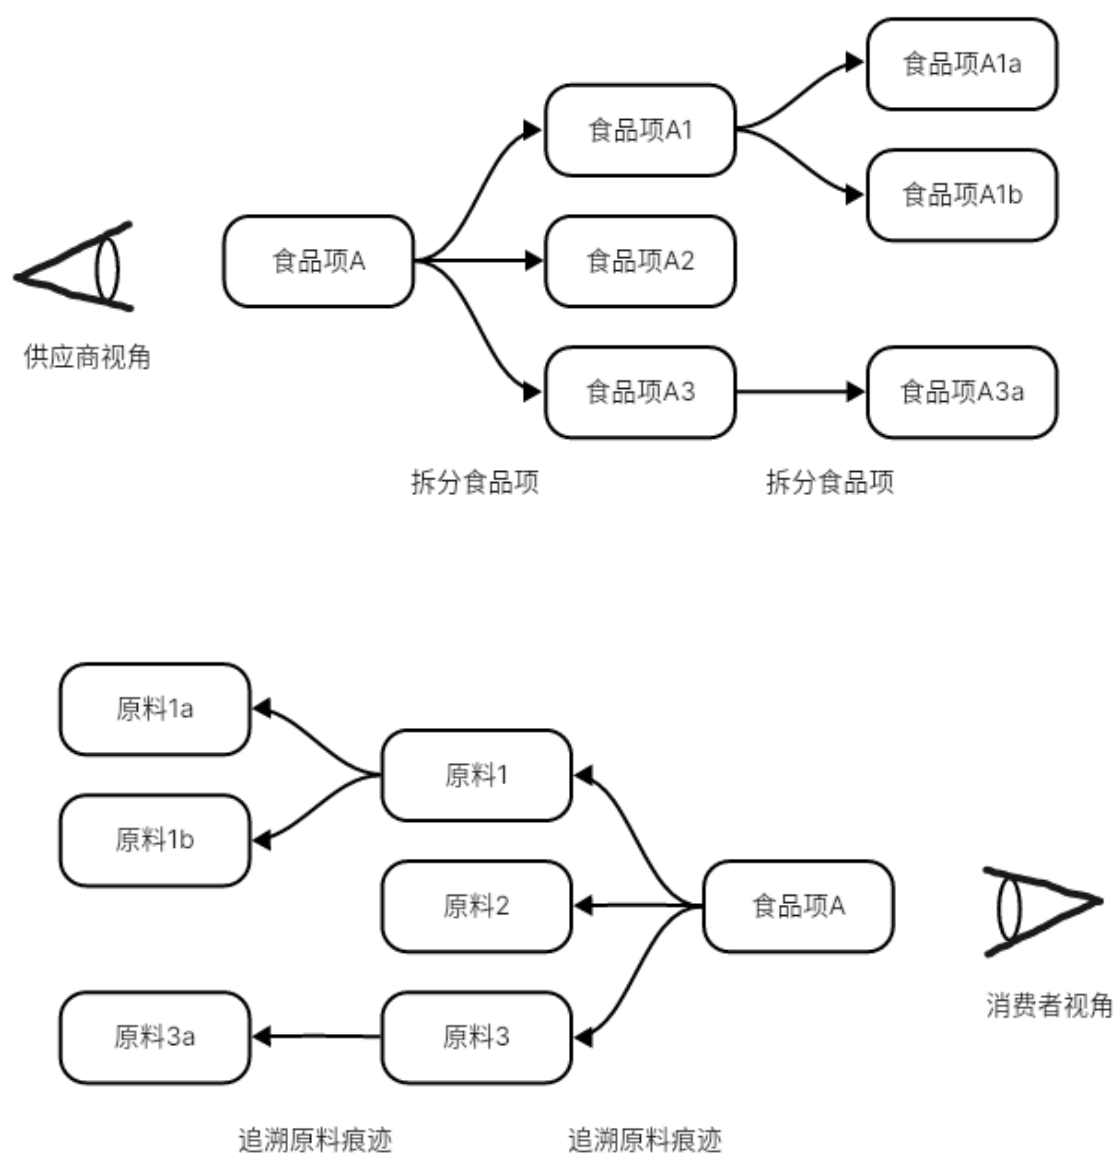 食品项A1a
食品项A1
食品项A1b
食品项A
食品项A2
供应商视角
食品项A3
食品项A3a
拆分食品项
拆分食品项
原料1a
原料1
原料1b
原料2
食品项A
消费者视角
原料3a
原料3
追溯原料痕迹
追溯原料痕迹